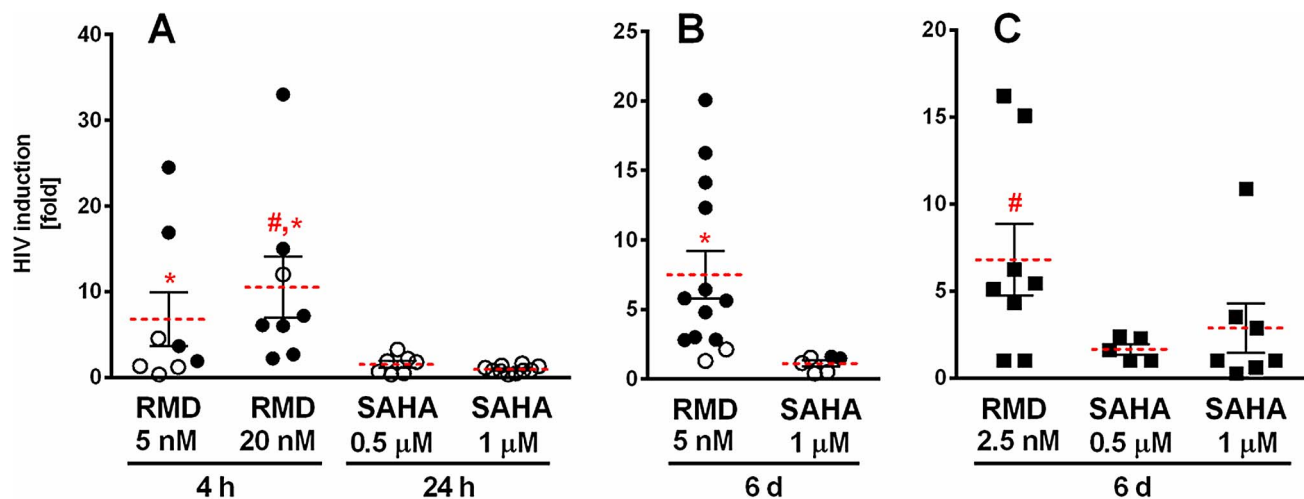 A
B
C
HIV induction
[fold]
40
30
20
10
0
*
#,*
RMD
5 nM
RMD
20 nM
SAHA
0.5 μM
SAHA
1 μM
4 h
24 h
25
20
15
10
5
0
*
RMD
5 nM
SAHA
1 μM
6 d
20
15
10
5
0
#
RMD
2.5 nM
SAHA
0.5 μM
SAHA
1 μM
6 d